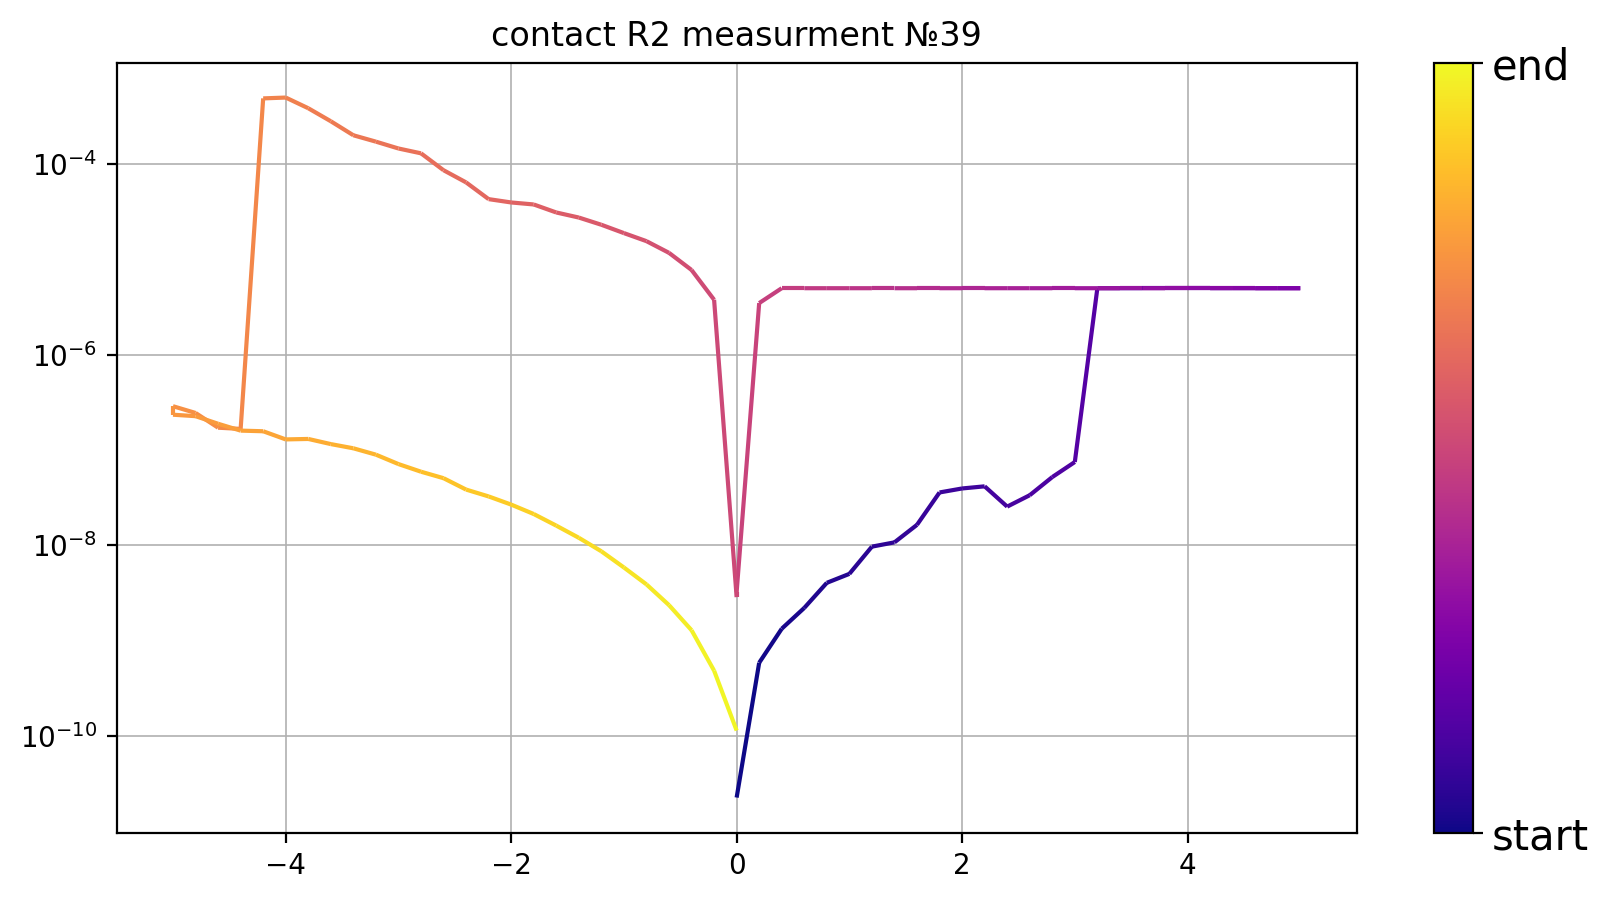 contact R2 measurment №39
10⁻⁴
10⁻⁶
10⁻⁸
10⁻¹⁰
−4 −2 0 2 4
end
start